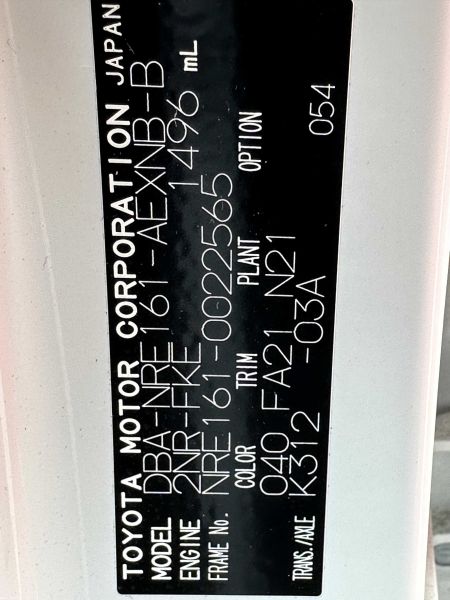 TOYOTA MOTOR CORPORATION JAPAN
MODEL DBA-NRE161-AEXNB-B
ENGINE 2NR-FKE 1496 mL
FRAME No. NRE161-0022565
COLOR TRIM PLANT OPTION
040 FA21 N21
TRANS./AXLE K312 -03A 054